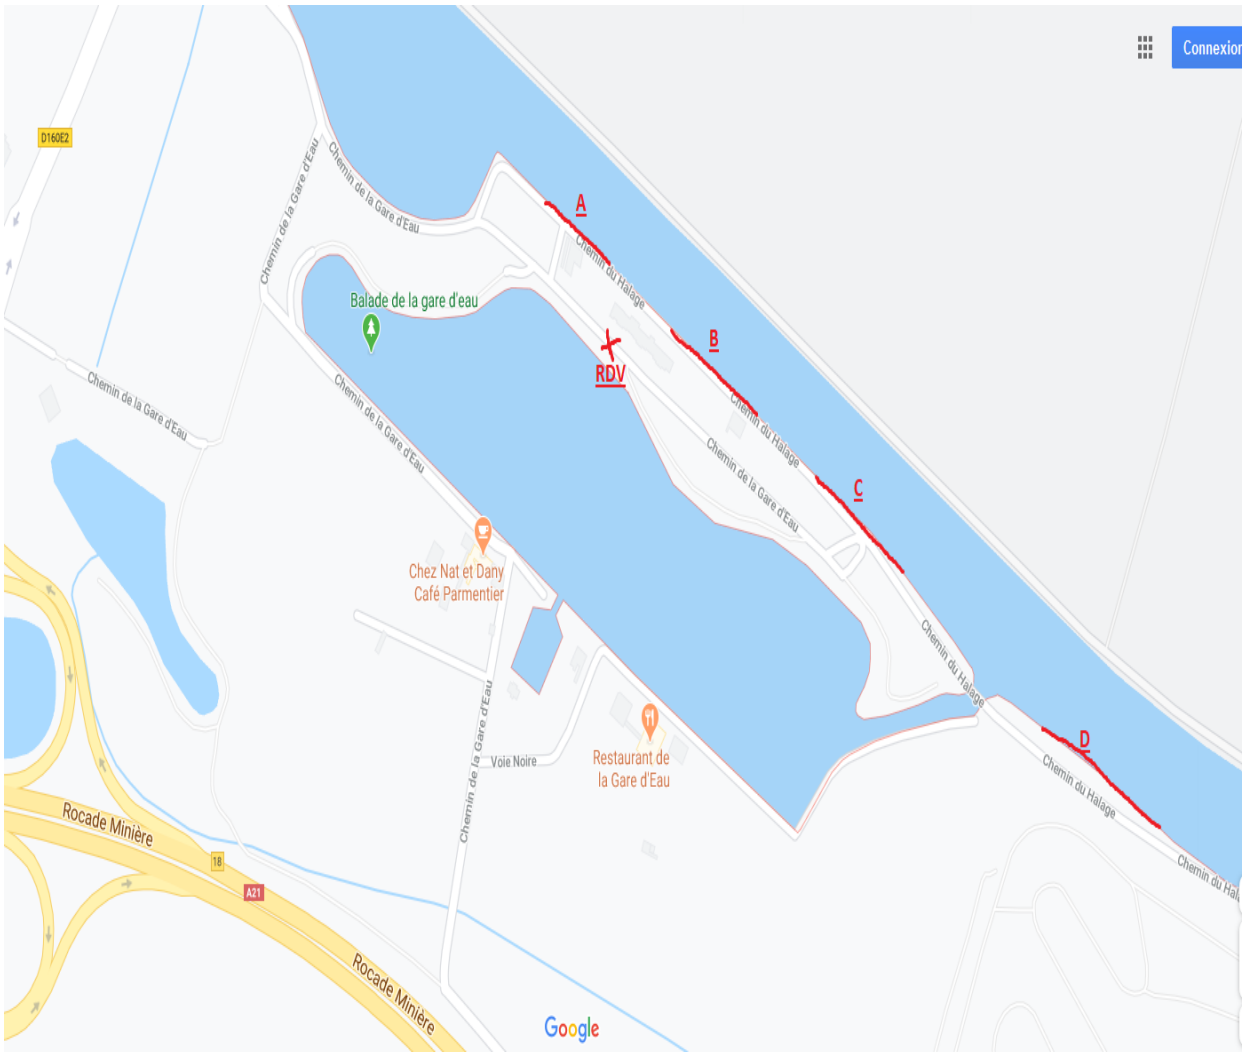 Connexion
D160E2
Chemin de la Gare d'Eau
Chemin de la Gare d'Eau
A
Chemin du Halage
Balade de la gare d'eau
B
RDV
Chemin de la Gare d'Eau
Chemin de la Gare d'Eau
Chemin du Halage
Chemin de la Gare d'Eau
C
Chez Nat et Dany
Café Parmentier
Chemin du Halage
Chemin de la Gare d'Eau
D
Restaurant de
la Gare d'Eau
Voie Noire
Chemin du Halage
Rocade Minière
18
A21
Chemin du Hal
Rocade Minière
Google